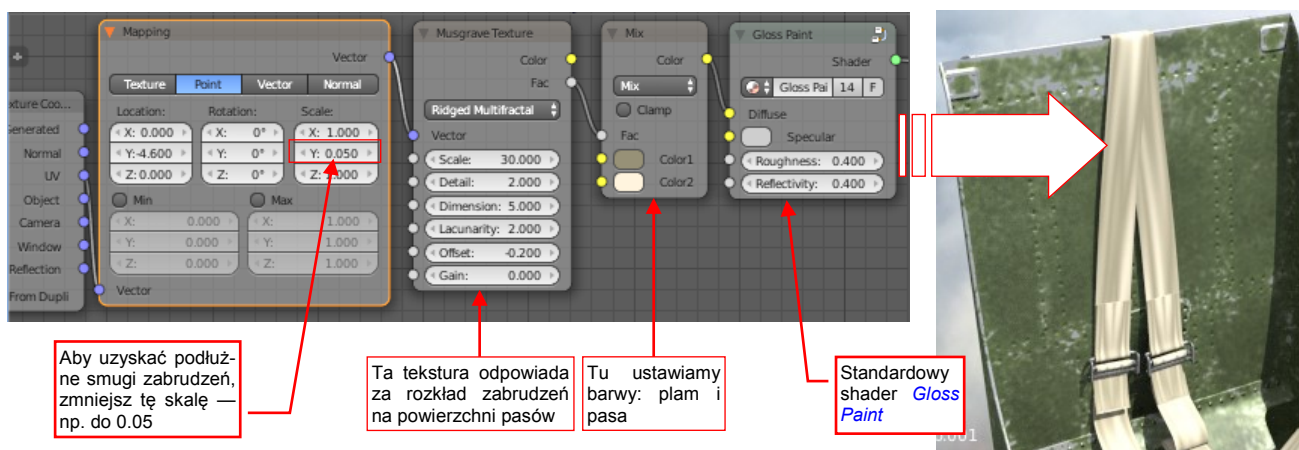 Mapping
Vector
Texture Point Vector Normal
Location: Rotation: Scale:
X: 0.000 X: 0° X: 1.000
Y:-4.600 Y: 0° Y: 0.050
Z: 0.000 Z: 0° Z:
Min Max
X: 0.000 X: 1.000
Y: 0.000 Y: 1.000
Z: 0.000 Z: 1.000
Vector
xture Coo...
Generated
Normal
UV
Object
Camera
Window
Reflection
From Dupli
Musgrave Texture
Color
Fac
Ridged Multifractal
Vector
Scale: 30.000
Detail: 2.000
Dimension: 5.000
Lacunarity: 2.000
Offset: -0.200
Gain: 0.000
Mix
Color
Mix
Clamp
Fac
Color1
Color2
Gloss Paint
Shader
Gloss Pai 14 F
Diffuse
Specular
Roughness: 0.400
Reflectivity: 0.400
Aby uzyskać podłuż-
ne smugi zabrudzeń,
zmniejsz tę skalę —
np. do 0.05
Ta tekstura odpowiada
za rozkład zabrudzeń
na powierzchni pasów
Tu ustawiamy
barwy: plam i
pasa
Standardowy
shader Gloss
Paint